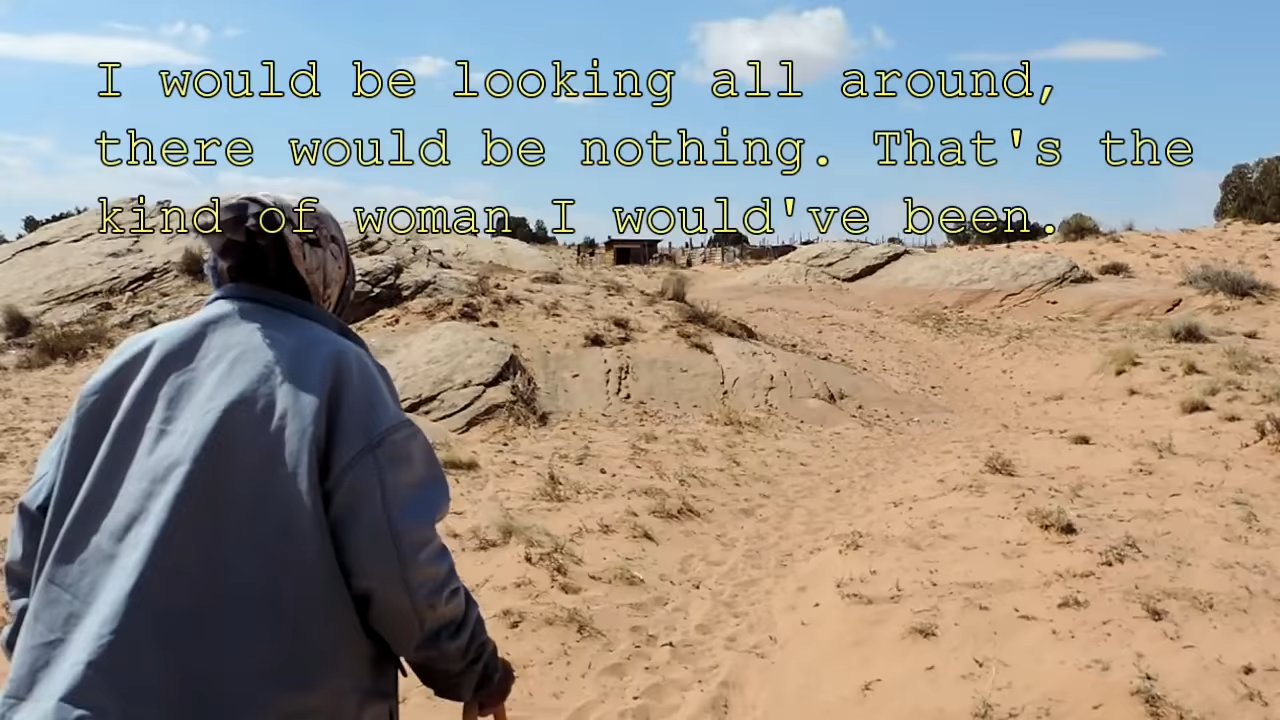 I would be looking all around,
there would be nothing. That's the
kind of woman I would've been.